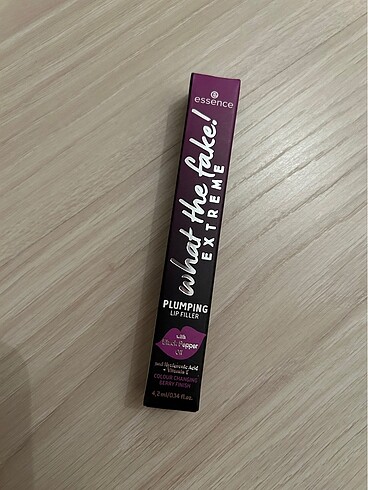 essence
what the fake!
EXTREME
PLUMPING
LIP FILLER
with
Black Pepper
Oil
and Hyaluronic Acid
+ Vitamin E
COLOUR CHANGING
BERRY FINISH
4,2 ml/0.14 fl.oz.